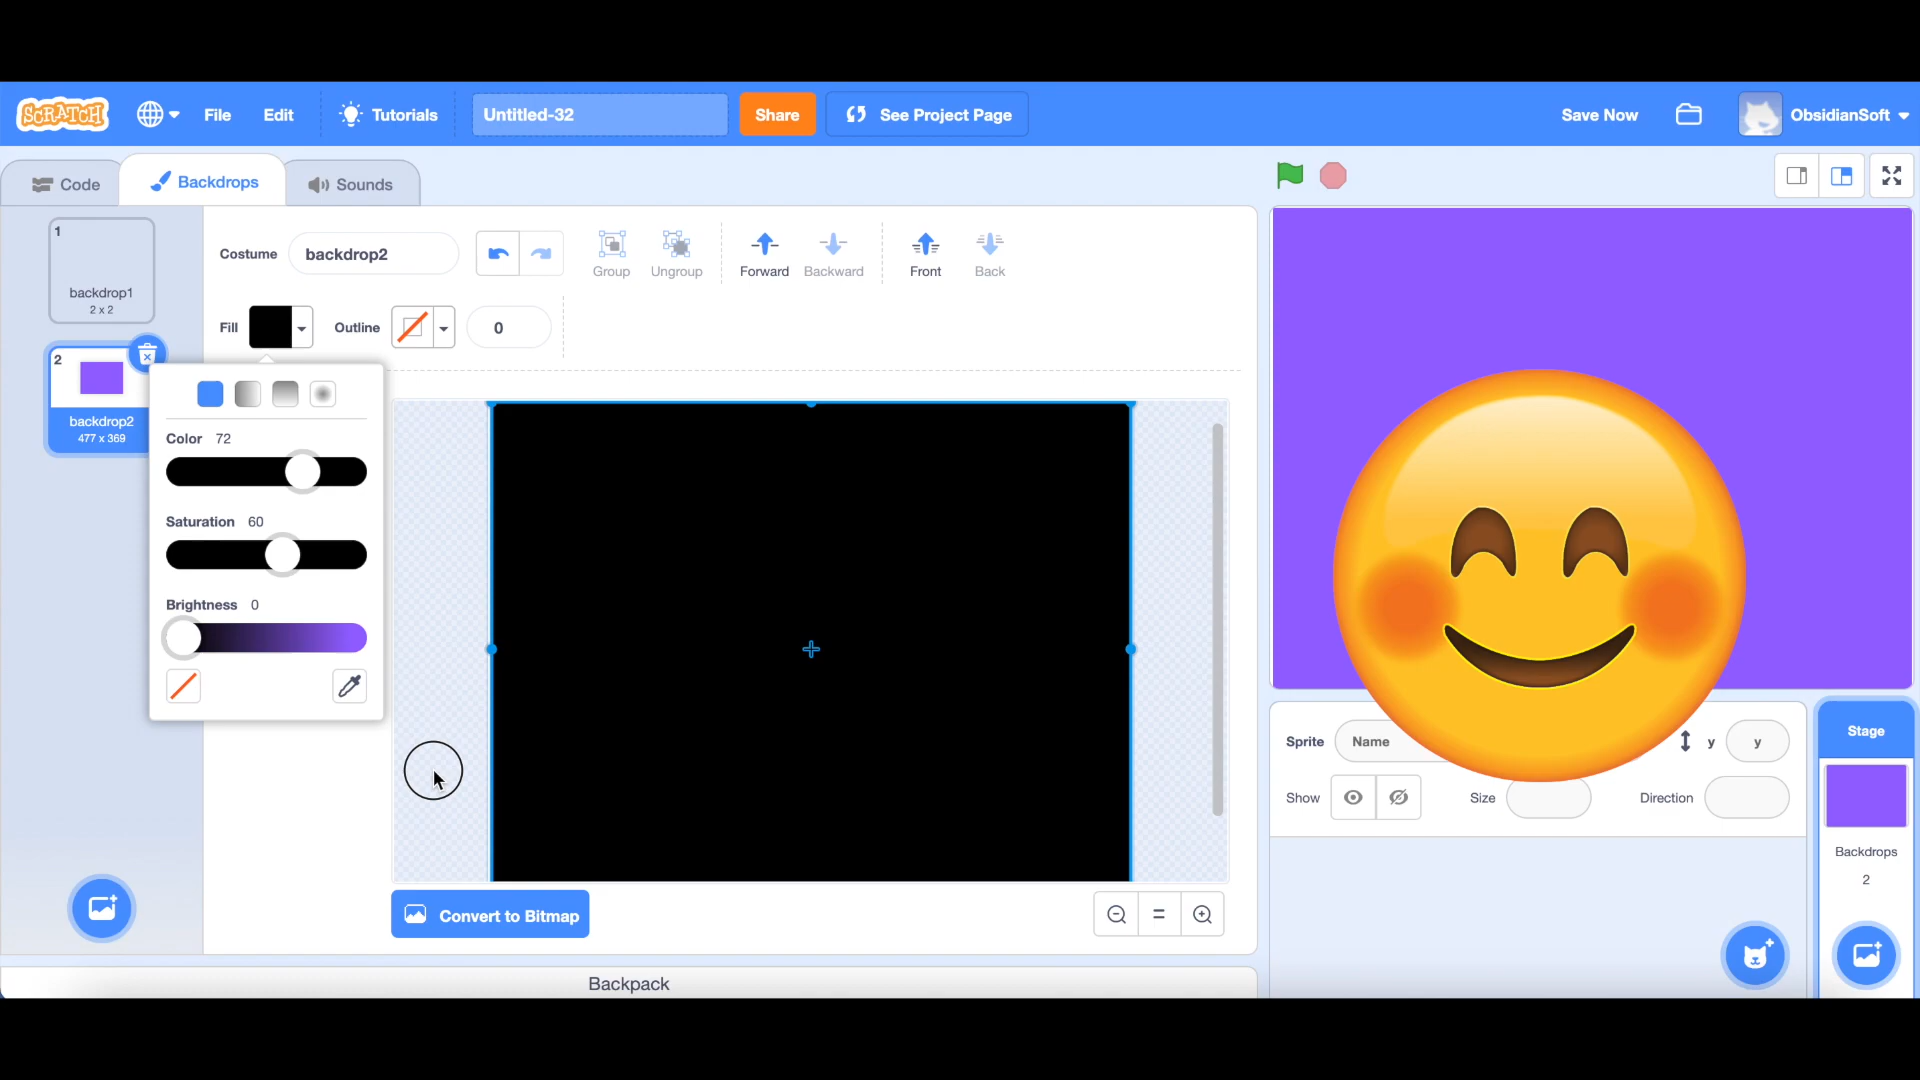 SCRATCH
File
Edit
Tutorials
Untitled-32
Share
See Project Page
Save Now
ObsidianSoft
Code
Backdrops
Sounds
1
backdrop1
2 x 2
2
backdrop2
477 x 369
Costume
backdrop2
Group
Ungroup
Forward
Backward
Front
Back
Fill
Outline
0
Color 72
Saturation 60
Brightness 0
Convert to Bitmap
Backpack
Sprite
Name
y
y
Show
Size
Direction
Stage
Backdrops
2